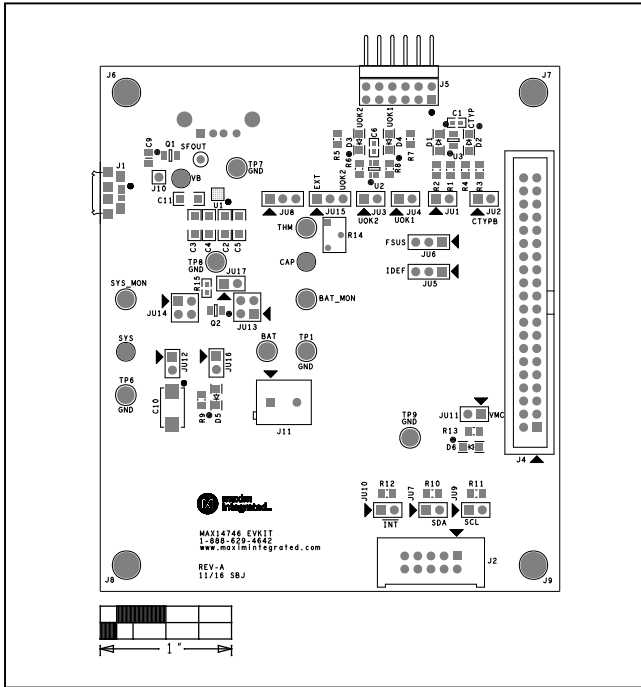 J6
J7
J5
UOK2
UOK1
CTYP
C1
C9
Q1
SFOUT
R5
D3
C6
D4
R7
D1
D2
U3
J1
TP7
GND
R6
R8
U2
R2
R1
R4
R3
J10
VB
C11
U1
EXT
UOK2
JU8
JU15
JU3
UOK2
JU4
UOK1
JU1
JU2
CTYPB
C3
C4
C2
C5
THM
R14
FSUS
JU6
TP8
GND
CAP
IDEF
JU5
SYS_MON
R15
JU17
BAT_MON
JU14
Q2
JU13
SYS
BAT
TP1
GND
JU12
JU16
TP6
GND
C10
R9
D5
J11
TP9
GND
JU11
VMC
R13
D6
J4
JU10
R12
JU7
R10
JU9
R11
INT
SDA
SCL
maxim
integrated™
MAX14746 EVKIT
1-888-629-4642
www.maximintegrated.com
J2
REV-A
11/16 SBJ
J8
J9
1"